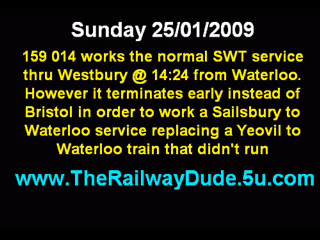 Sunday 25/01/2009
159 014 works the normal SWT service
thru Westbury @ 14:24 from Waterloo.
However it terminates early instead of
Bristol in order to work a Sailsbury to
Waterloo service replacing a Yeovil to
Waterloo train that didn't run
www.TheRailwayDude.5u.com